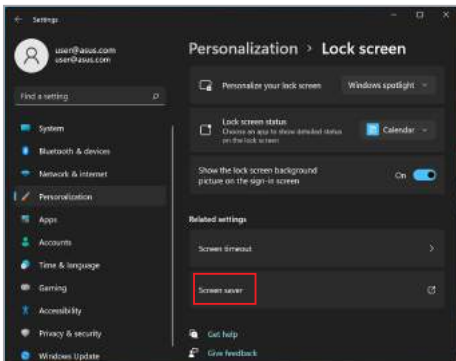 Settings
user@asus.com
user@asus.com
Find a setting
System
Bluetooth & devices
Network & internet
Personalization
Apps
Accounts
Time & language
Gaming
Accessibility
Privacy & security
Windows Update
Personalization > Lock screen
Personalize your lock screen
Windows spotlight
Lock screen status
Choose an app to show detailed status
on the lock screen
Calendar
Show the lock screen background
picture on the sign-in screen
On
Related settings
Screen timeout
Screen saver
Get help
Give feedback